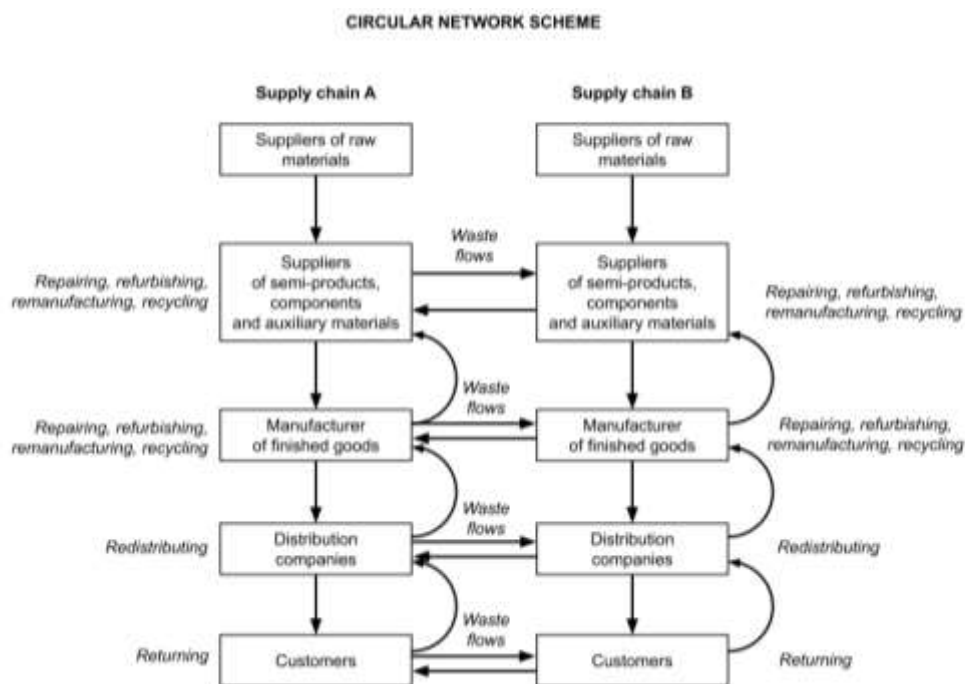 CIRCULAR NETWORK SCHEME
Supply chain A
Supply chain B
Suppliers of raw
materials
Suppliers of raw
materials
Waste
flows
Repairing, refurbishing,
remanufacturing, recycling
Suppliers
of semi-products,
components
and auxiliary materials
Suppliers
of semi-products,
components
and auxiliary materials
Repairing, refurbishing,
remanufacturing, recycling
Waste
flows
Repairing, refurbishing,
remanufacturing, recycling
Manufacturer
of finished goods
Manufacturer
of finished goods
Repairing, refurbishing,
remanufacturing, recycling
Waste
flows
Redistributing
Distribution
companies
Distribution
companies
Redistributing
Waste
flows
Returning
Customers
Customers
Returning